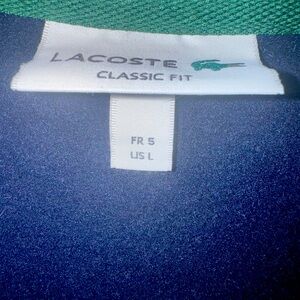 LACOSTE
CLASSIC FIT
FR 5
US L